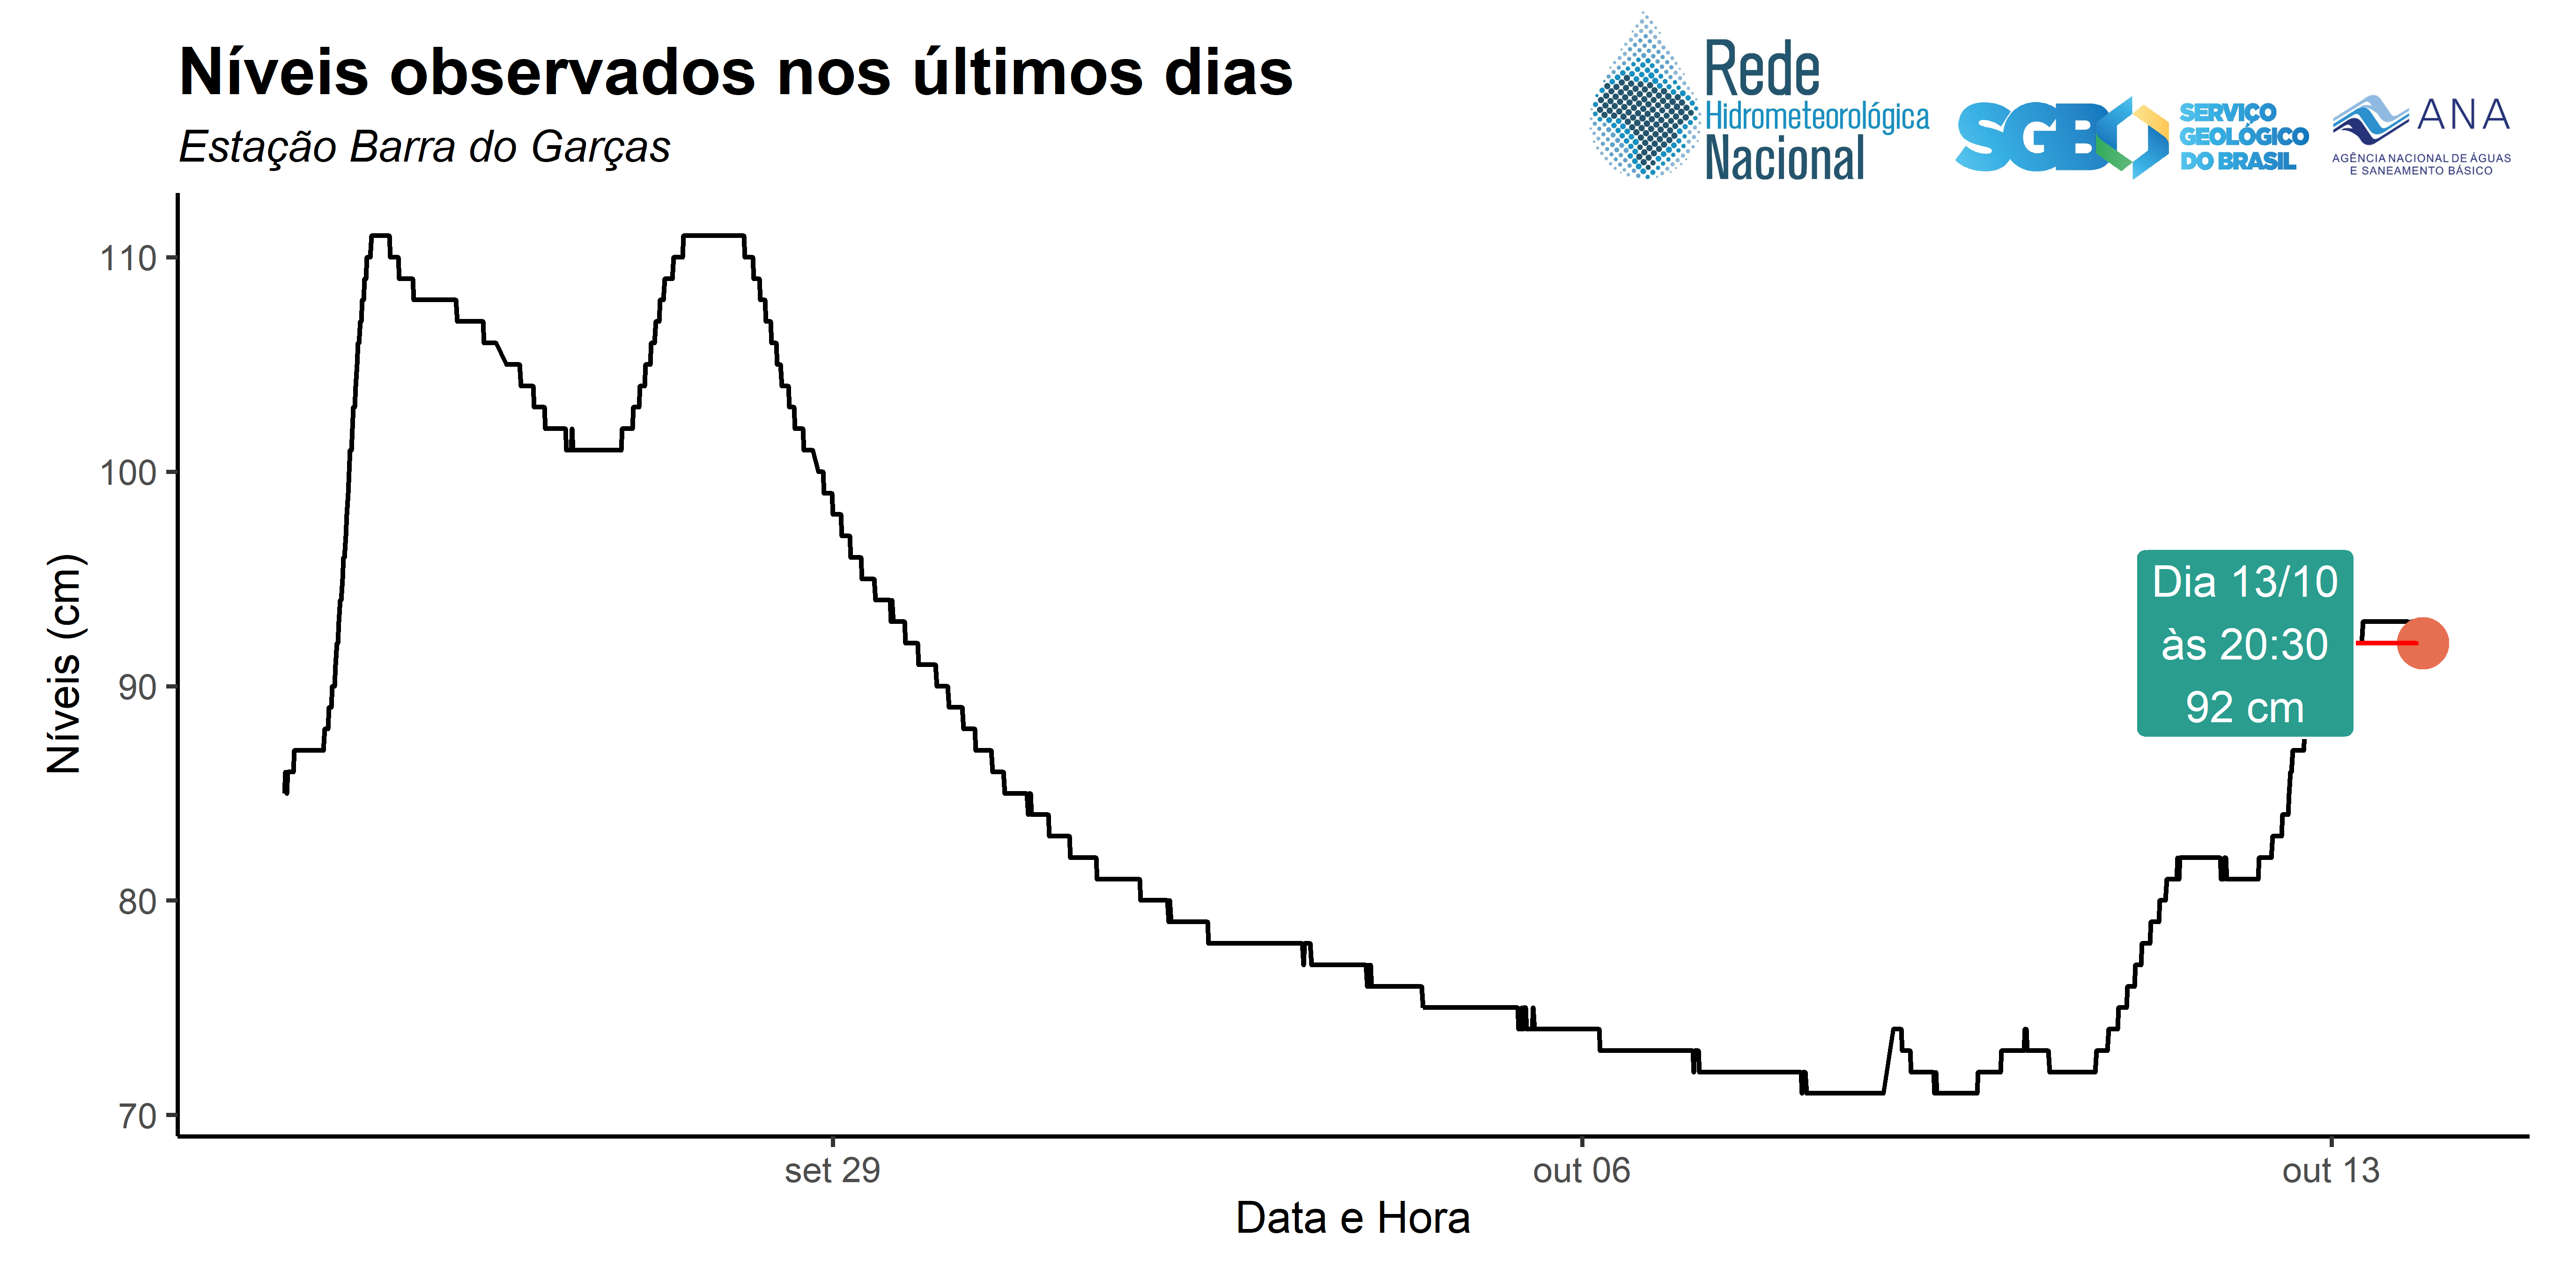 Níveis observados nos últimos dias
Estação Barra do Garças
Rede
Hidrometeorológica
Nacional
SGB
SERVIÇO
GEOLÓGICO
DO BRASIL
ANA
AGÊNCIA NACIONAL DE ÁGUAS
E SANEAMENTO BÁSICO
Níveis (cm)
110
100
90
80
70
Dia 13/10
às 20:30
92 cm
set 29
out 06
out 13
Data e Hora